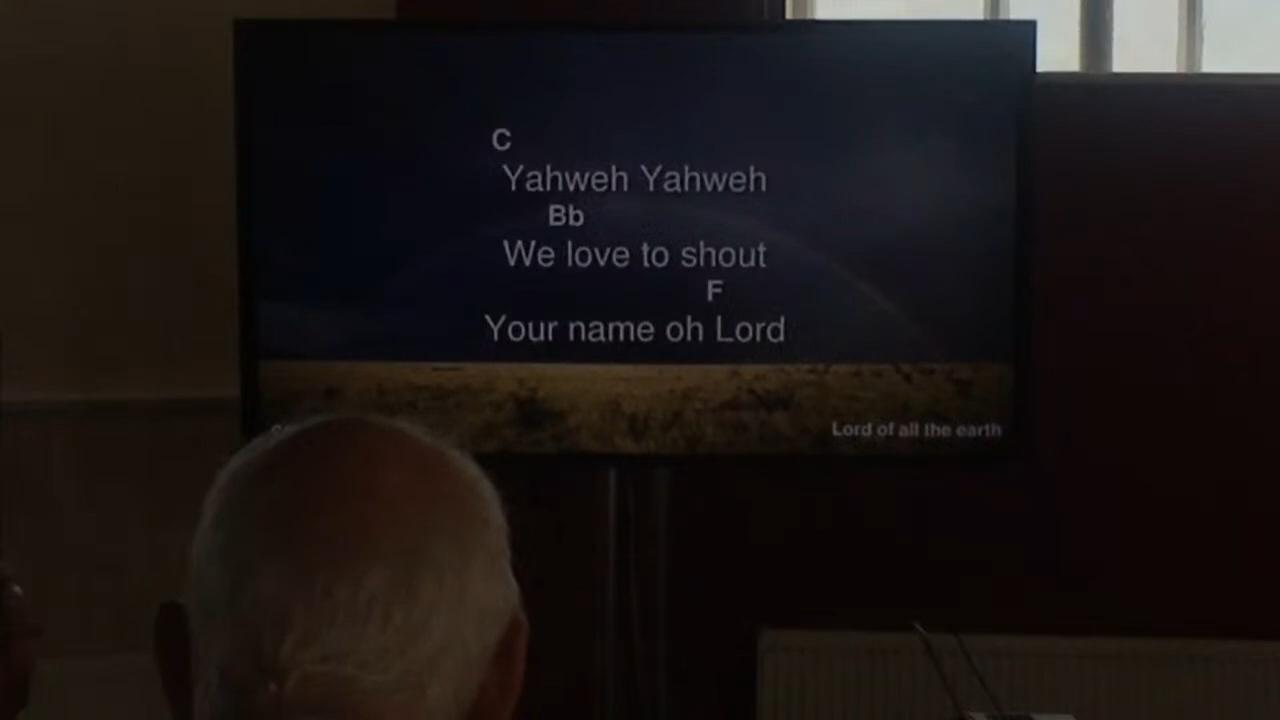 C
Yahweh Yahweh
Bb
We love to shout
F
Your name oh Lord
Lord of all the earth